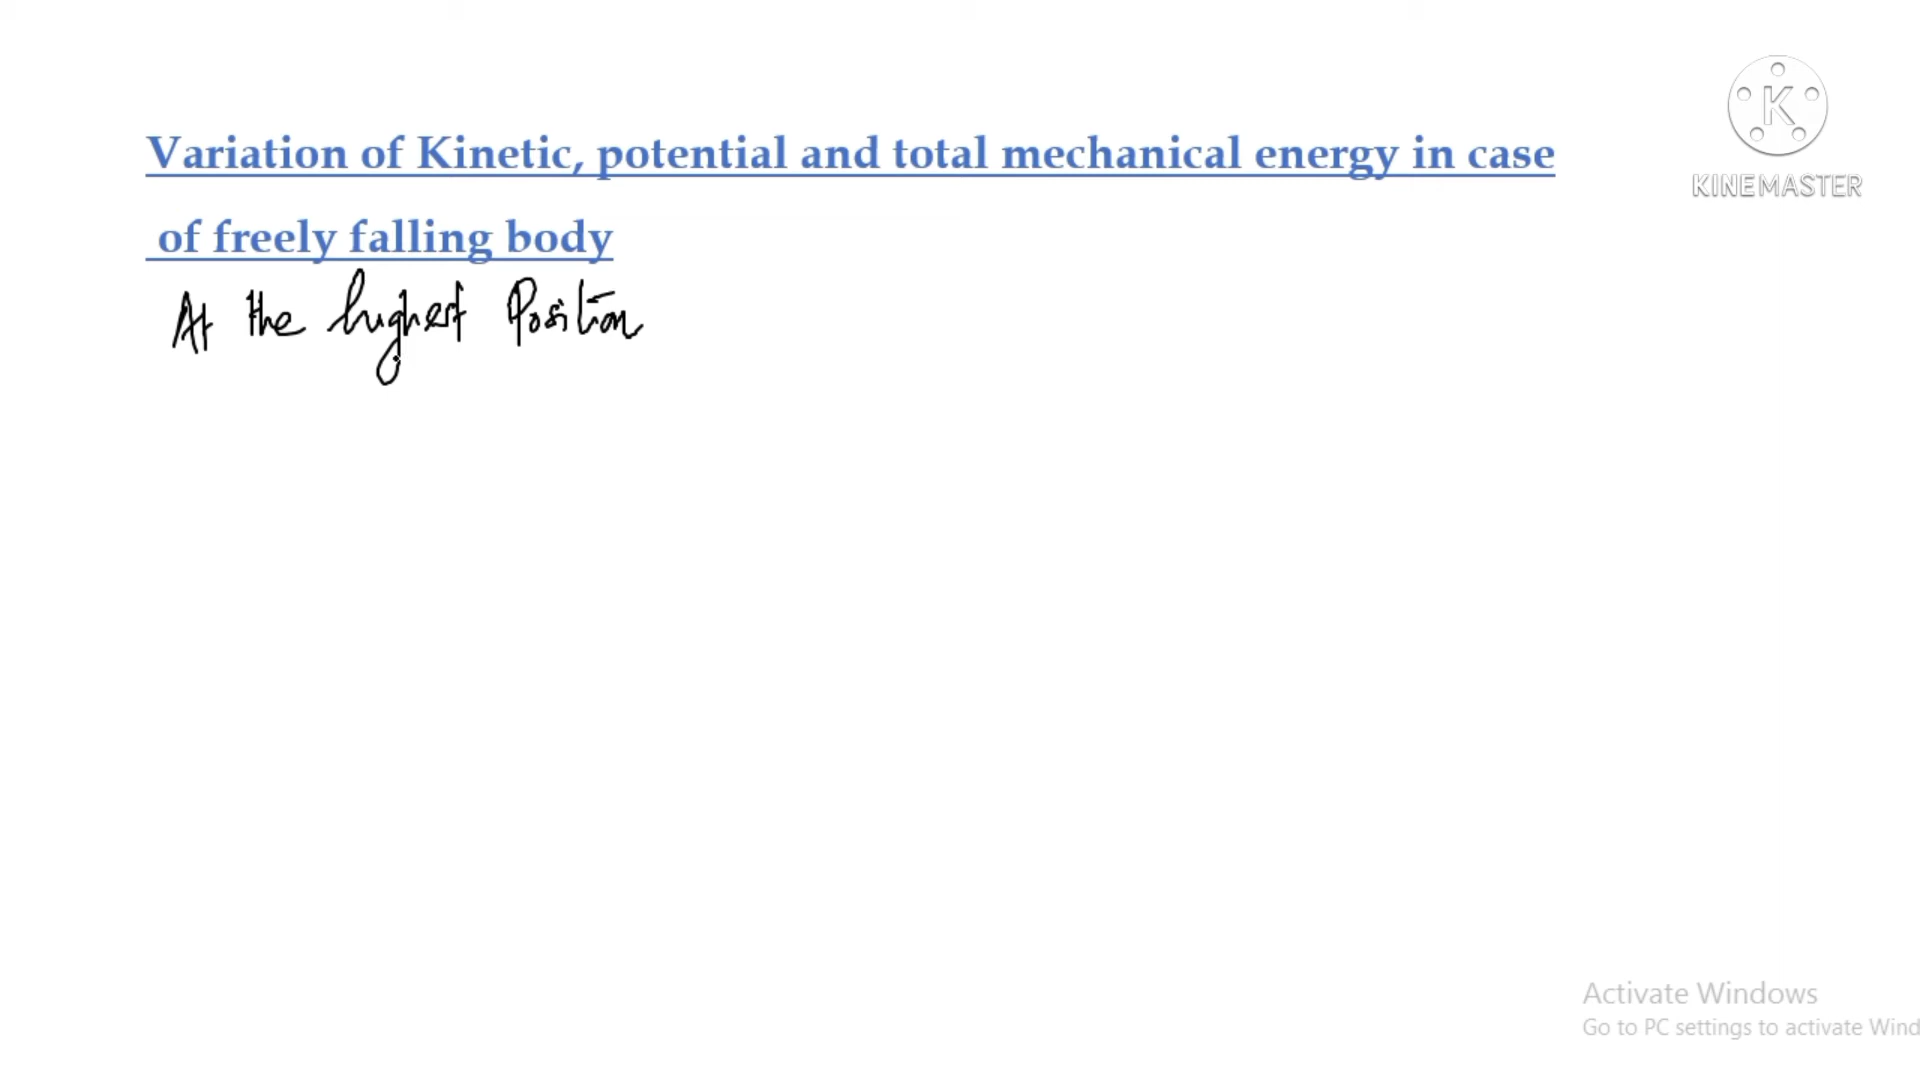 Variation of Kinetic, potential and total mechanical energy in case
of freely falling body
At the highest Position
K
KINEMASTER
Activate Windows
Go to PC settings to activate Wind